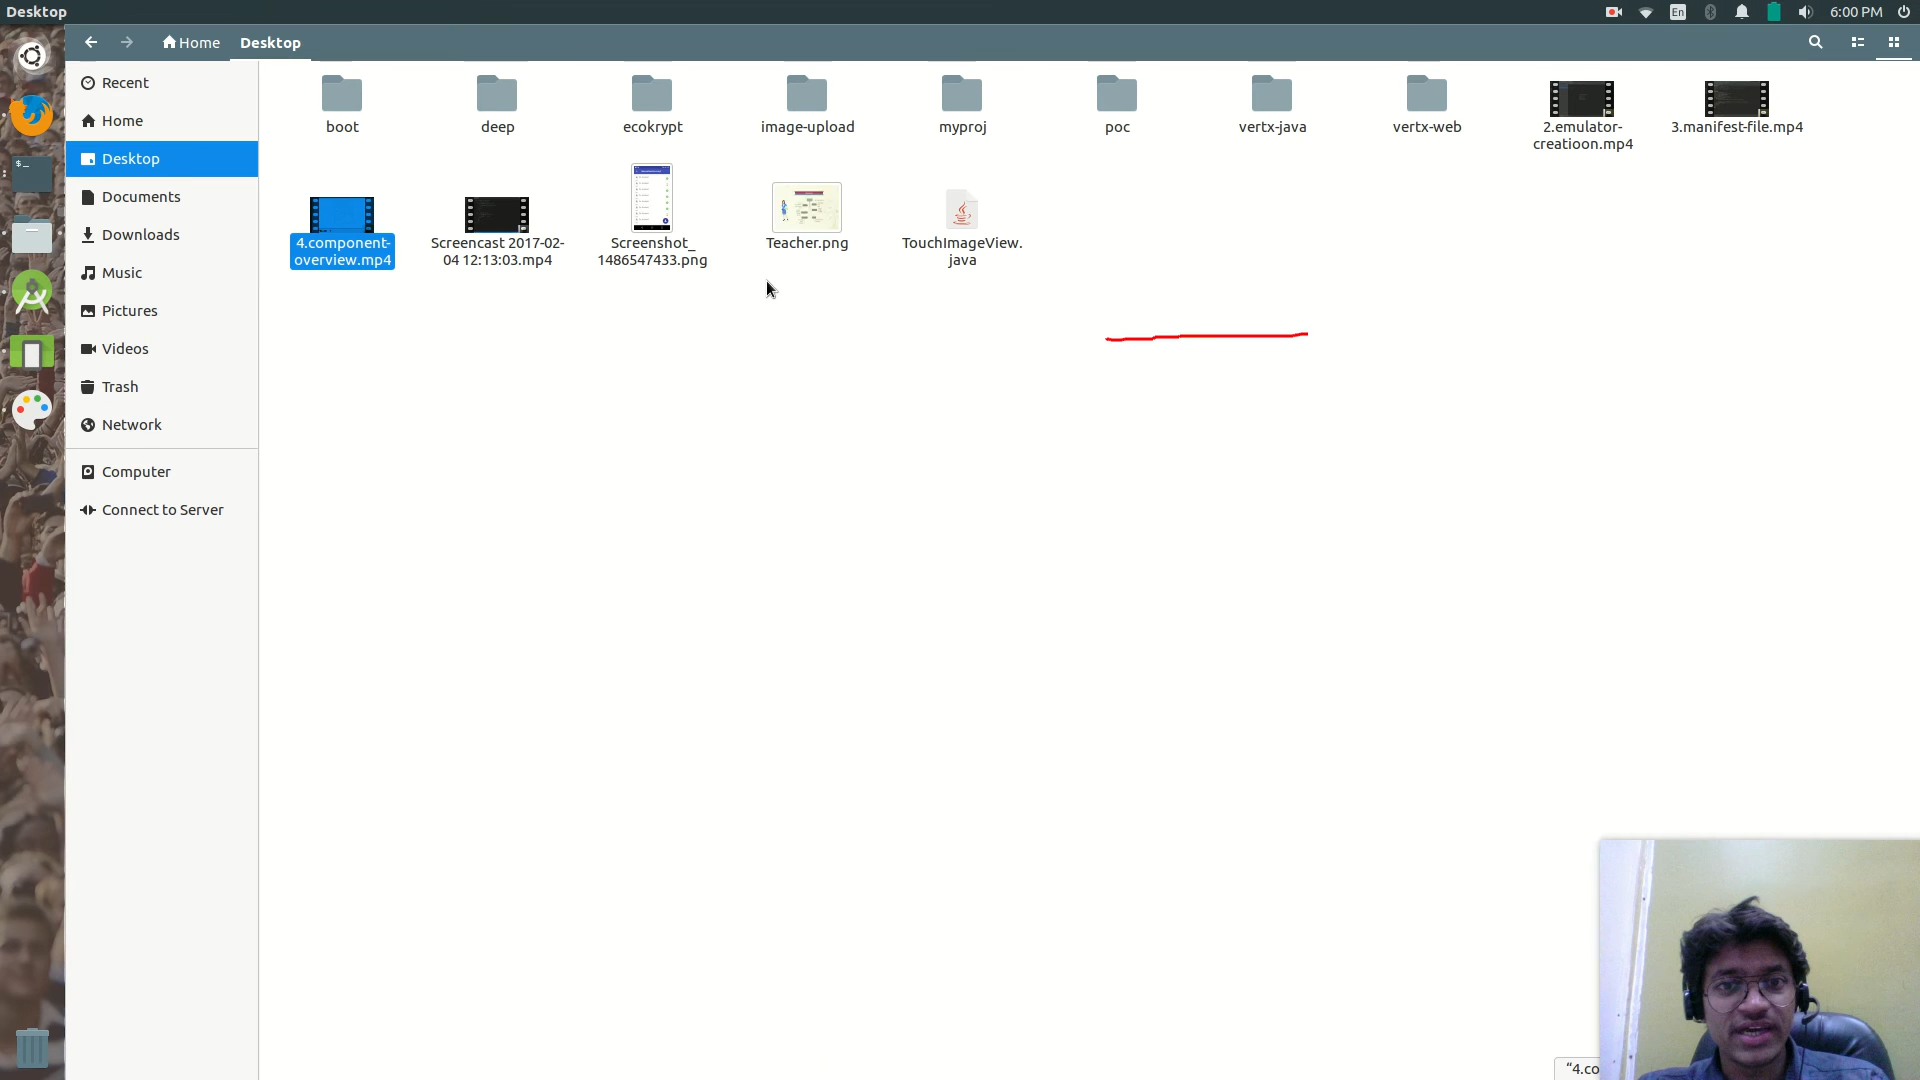 Desktop
En
6:00 PM
Home
Desktop
Recent
Home
Desktop
Documents
Downloads
Music
Pictures
Videos
Trash
Network
Computer
Connect to Server
boot
deep
ecokrypt
image-upload
myproj
poc
vertx-java
vertx-web
2.emulator-
creatioon.mp4
3.manifest-file.mp4
4.component-
overview.mp4
Screencast 2017-02-
04 12:13:03.mp4
Screenshot_
1486547433.png
Teacher.png
TouchImageView.
java
“4.co